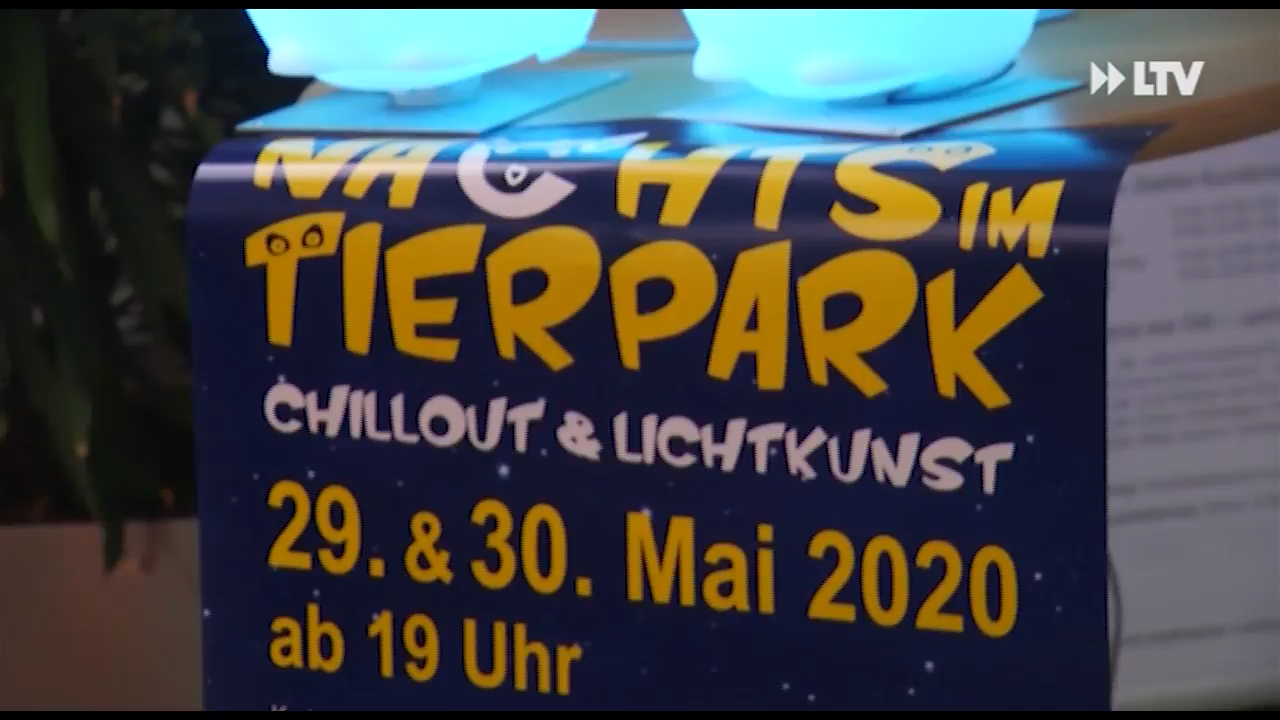 LTV
NACHTS IM
TIERPARK
CHILLOUT & LICHTKUNST
29. & 30. Mai 2020
ab 19 Uhr